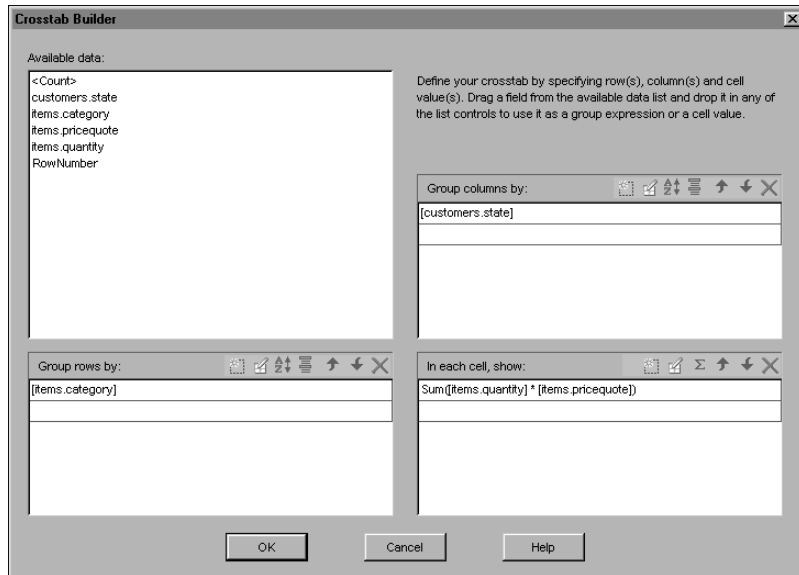 Crosstab Builder
Available data:
<Count>
customers.state
items.category
items.pricequote
items.quantity
RowNumber
Define your crosstab by specifying row(s), column(s) and cell
value(s). Drag a field from the available data list and drop it in any of
the list controls to use it as a group expression or a cell value.
Group columns by:
[customers.state]
Group rows by:
[items.category]
In each cell, show:
Sum([items.quantity] * [items.pricequote])
OK
Cancel
Help